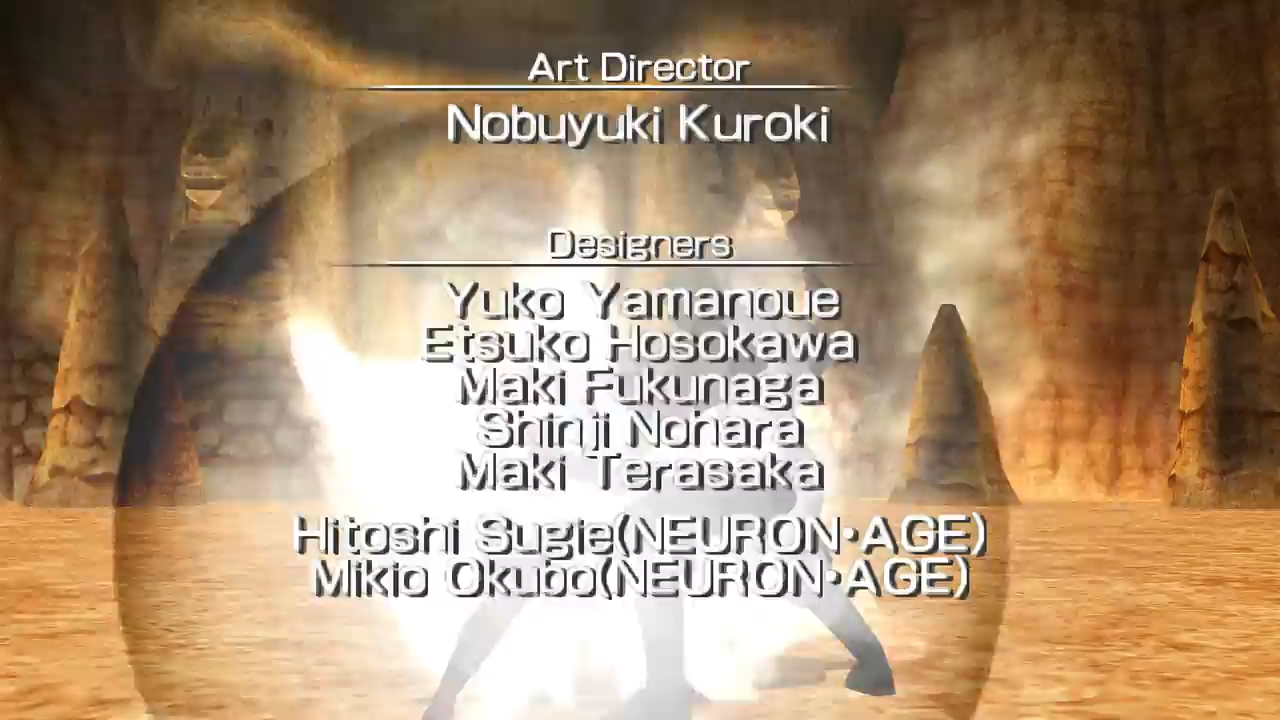 Art Director
Nobuyuki Kuroki
Designers
Yuko Yamanoue
Etsuko Hosokawa
Maki Fukunaga
Shinji Nohara
Maki Terasaka
Hitoshi Sugie(NEURON・AGE)
Mikio Okubo(NEURON・AGE)